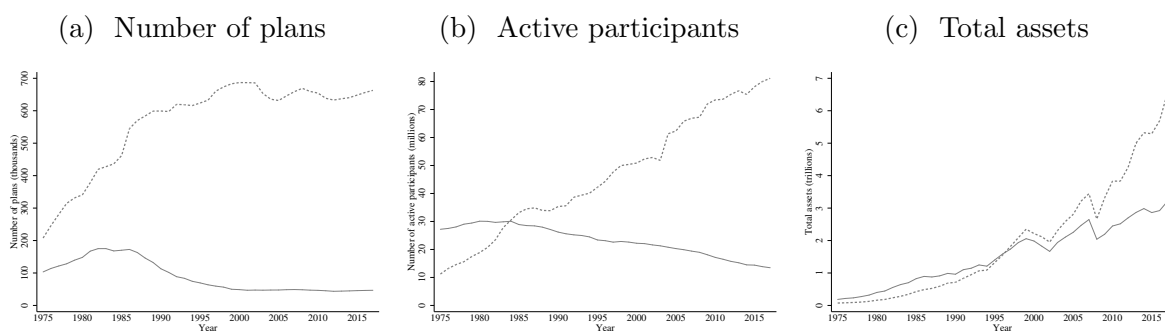 (a) Number of plans
Number of plans (thousands)
0 100 200 300 400 500 600 700
1975 1980 1985 1990 1995 2000 2005 2010 2015
Year
(b) Active participants
Number of active participants (millions)
0 10 20 30 40 50 60 70 80
1975 1980 1985 1990 1995 2000 2005 2010 2015
Year
(c) Total assets
Total assets (trillions)
0 1 2 3 4 5 6 7
1975 1980 1985 1990 1995 2000 2005 2010 2015
Year